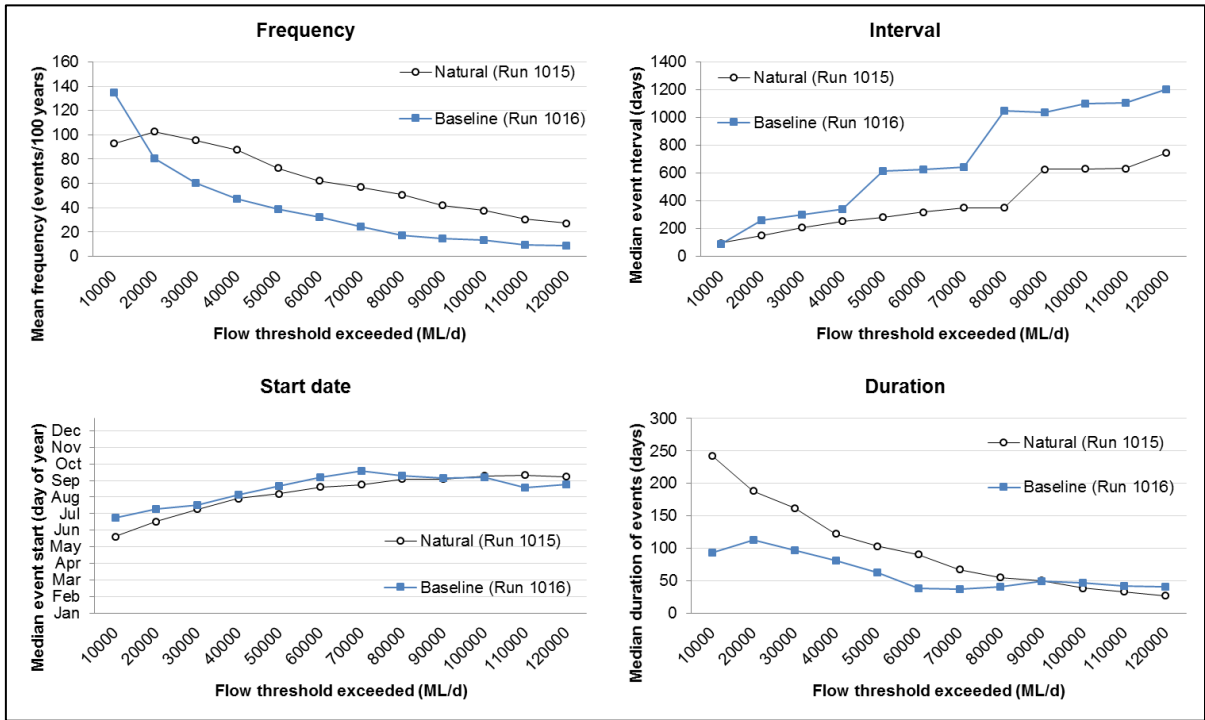 Frequency
Mean frequency (events/100 years)
160
140
120
100
80
60
40
20
0
Natural (Run 1015)
Baseline (Run 1016)
10000
20000
30000
40000
50000
60000
70000
80000
90000
100000
110000
120000
Flow threshold exceeded (ML/d)
Interval
Median event nterval (days)
1400
1200
1000
800
600
400
200
0
Natural (Run 1015)
Baseline (Run 1016)
10000
20000
30000
40000
50000
60000
70000
80000
90000
100000
110000
120000
Flow threshold exceeded (ML/d)
Start date
Median event start (day of year)
Dec
Nov
Oct
Sep
Aug
Jul
Jun
May
Apr
Mar
Feb
Jan
Natural (Run 1015)
Baseline (Run 1016)
10000
20000
30000
40000
50000
60000
70000
80000
90000
100000
110000
120000
Flow threshold exceeded (ML/d)
Duration
Median duration of events (days)
300
250
200
150
100
50
0
Natural (Run 1015)
Baseline (Run 1016)
10000
20000
30000
40000
50000
60000
70000
80000
90000
100000
110000
120000
Flow threshold exceeded (ML/d)